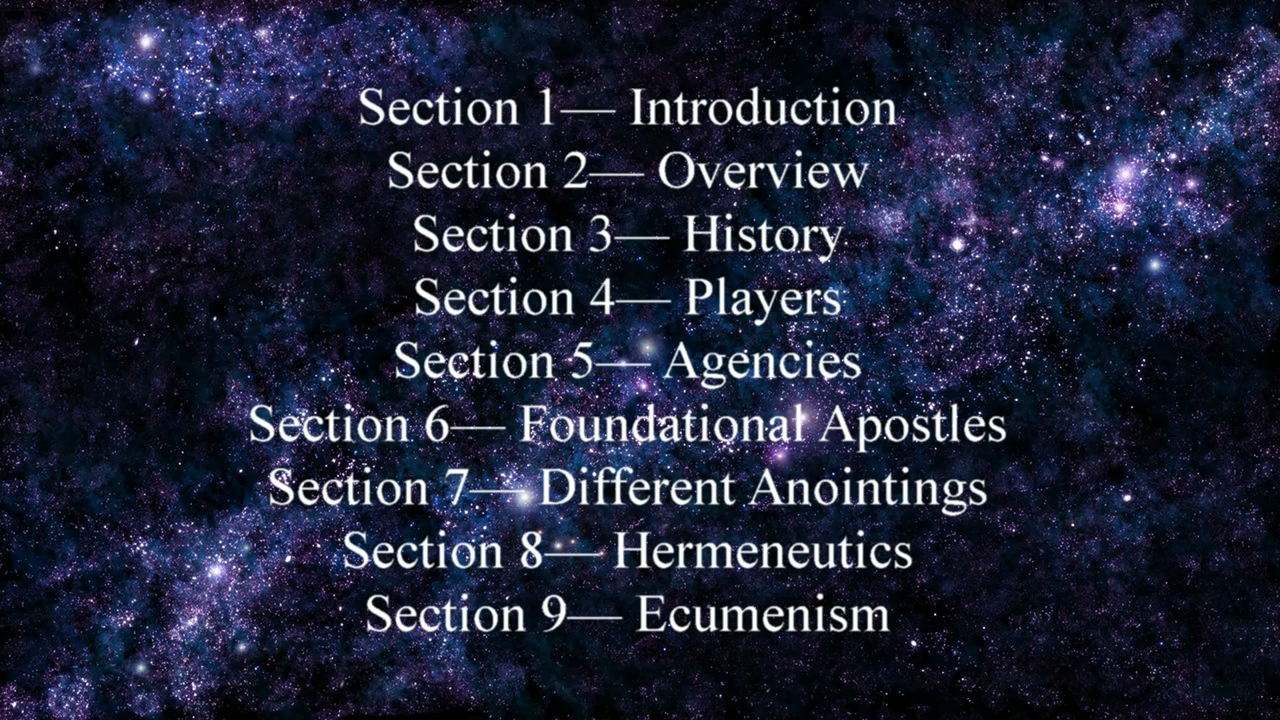 Section 1— Introduction
Section 2— Overview
Section 3— History
Section 4— Players
Section 5— Agencies
Section 6— Foundational Apostles
Section 7— Different Anointings
Section 8— Hermeneutics
Section 9— Ecumenism